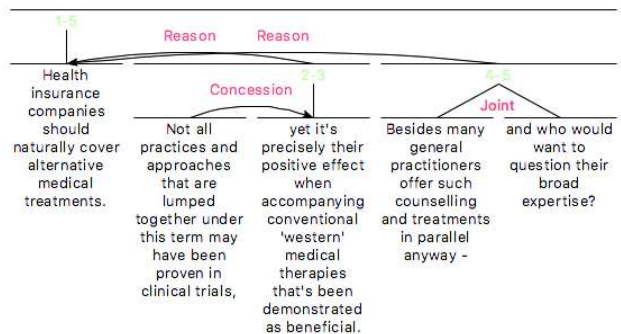 1-5
Reason
Reason
Health
insurance
companies
should
naturally cover
alternative
medical
treatments.
2-3
Concession
Not all
practices and
approaches
that are
lumped
together under
this term may
have been
proven in
clinical trials,
yet it's
precisely their
positive effect
when
accompanying
conventional
'western'
medical
therapies
that's been
demonstrated
as beneficial.
4-5
Joint
Besides many
general
practitioners
offer such
counselling
and treatments
in parallel
anyway -
and who would
want to
question their
broad
expertise?